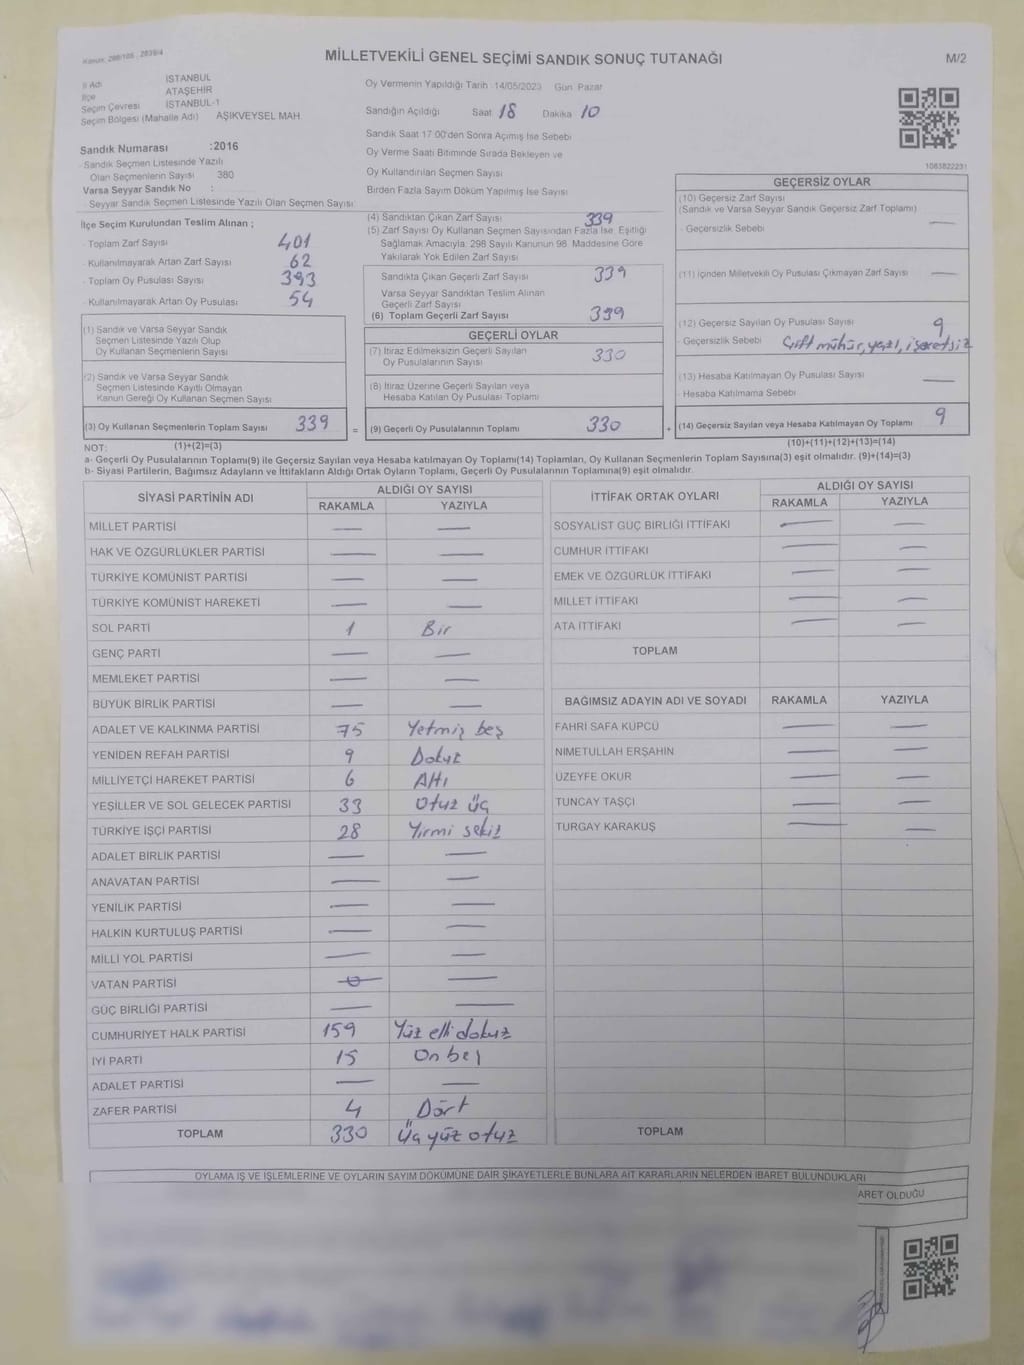 Kanun: 298/105 : 2839/4
MİLLETVEKİLİ GENEL SEÇİMİ SANDIK SONUÇ TUTANAĞI
M/2
İl Adı İSTANBUL
İlçe ATAŞEHİR
Seçim Çevresi İSTANBUL-1
Seçim Bölgesi (Mahalle Adı) AŞIKVEYSEL MAH.
Sandık Numarası :2016
- Sandık Seçmen Listesinde Yazılı
Olan Seçmenlerin Sayısı 380
Varsa Seyyar Sandık No :
- Seyyar Sandık Seçmen Listesinde Yazılı Olan Seçmen Sayısı
Oy Vermenin Yapıldığı Tarih 14/05/2023 Gün Pazar
Sandığın Açıldığı Saat 18 Dakika 10
Sandık Saat 17:00'den Sonra Açımış İse Sebebi
Oy Verme Saati Bitiminde Sırada Bekleyen ve
Oy Kullandırılan Seçmen Sayısı
Birden Fazla Sayım Döküm Yapılmış İse Sayısı
1083822231
İlçe Seçim Kurulundan Teslim Alınan ;
- Toplam Zarf Sayısı 401
- Kullanılmayarak Artan Zarf Sayısı 62
- Toplam Oy Pusulası Sayısı 393
- Kullanılmayarak Artan Oy Pusulası 54
(1) Sandık ve Varsa Seyyar Sandık
Seçmen Listesinde Yazılı Olup
Oy Kullanan Seçmenlerin Sayısı
(2) Sandık ve Varsa Seyyar Sandık
Seçmen Listesinde Kayıtlı Olmayan
Kanun Gereği Oy Kullanan Seçmen Sayısı
(3) Oy Kullanan Seçmenlerin Toplam Sayısı 339 =
(4) Sandıktan Çıkan Zarf Sayısı 339
(5) Zarf Sayısı Oy Kullanan Seçmen Sayısından Fazla İse, Eşitliği
Sağlamak Amacıyla, 298 Sayılı Kanunun 98. Maddesine Göre
Yakılarak Yok Edilen Zarf Sayısı
Sandıkta Çıkan Geçerli Zarf Sayısı 339
Varsa Seyyar Sandıktan Teslim Alınan
Geçerli Zarf Sayısı
(6) Toplam Geçerli Zarf Sayısı 339
GEÇERLİ OYLAR
(7) İtiraz Edilmeksizin Geçerli Sayılan
Oy Pusulalarının Sayısı 330
(8) İtiraz Üzerine Geçerli Sayılan veya
Hesaba Katılan Oy Pusulası Toplamı
(9) Geçerli Oy Pusulalarının Toplamı 330 +
GEÇERSİZ OYLAR
(10) Geçersiz Zarf Sayısı
(Sandık ve Varsa Seyyar Sandık Geçersiz Zarf Toplamı)
- Geçersizlik Sebebi —
(11) İçinden Milletvekili Oy Pusulası Çıkmayan Zarf Sayısı —
(12) Geçersiz Sayılan Oy Pusulası Sayısı 9
- Geçersizlik Sebebi Çift mühür, yazı, işaretsiz
(13) Hesaba Katılmayan Oy Pusulası Sayısı —
- Hesaba Katılmama Sebebi
(14) Geçersiz Sayılan veya Hesaba Katılmayan Oy Toplamı 9
NOT: (1)+(2)=(3) (10)+(11)+(12)+(13)=(14)
a- Geçerli Oy Pusulalarının Toplamı(9) ile Geçersiz Sayılan veya Hesaba katılmayan Oy Toplamı(14) Toplamları, Oy Kullanan Seçmenlerin Toplam Sayısına(3) eşit olmalıdır. (9)+(14)=(3)
b- Siyasi Partilerin, Bağımsız Adayların ve İttifakların Aldığı Ortak Oyların Toplamı, Geçerli Oy Pusulalarının Toplamına(9) eşit olmalıdır.
SİYASİ PARTİNİN ADI ALDIĞI OY SAYISI
RAKAMLA YAZIYLA
MİLLET PARTİSİ — —
HAK VE ÖZGÜRLÜKLER PARTİSİ — —
TÜRKİYE KOMÜNİST PARTİSİ — —
TÜRKİYE KOMÜNİST HAREKETİ — —
SOL PARTİ 1 Bir
GENÇ PARTİ — —
MEMLEKET PARTİSİ — —
BÜYÜK BİRLİK PARTİSİ — —
ADALET VE KALKINMA PARTİSİ 75 Yetmiş beş
YENİDEN REFAH PARTİSİ 9 Dokuz
MİLLİYETÇİ HAREKET PARTİSİ 6 Altı
YEŞİLLER VE SOL GELECEK PARTİSİ 33 Otuz üç
TÜRKİYE İŞÇİ PARTİSİ 28 Yirmi sekiz
ADALET BİRLİK PARTİSİ — —
ANAVATAN PARTİSİ — —
YENİLİK PARTİSİ — —
HALKIN KURTULUŞ PARTİSİ — —
MİLLİ YOL PARTİSİ — —
VATAN PARTİSİ — —
GÜÇ BİRLİĞİ PARTİSİ — —
CUMHURİYET HALK PARTİSİ 159 Yüz elli dokuz
İYİ PARTİ 15 On beş
ADALET PARTİSİ — —
ZAFER PARTİSİ 4 Dört
TOPLAM 330 Üç yüz otuz
İTTİFAK ORTAK OYLARI ALDIĞI OY SAYISI
RAKAMLA YAZIYLA
SOSYALİST GÜÇ BİRLİĞİ İTTİFAKI — —
CUMHUR İTTİFAKI — —
EMEK VE ÖZGÜRLÜK İTTİFAKI — —
MİLLET İTTİFAKI — —
ATA İTTİFAKI — —
TOPLAM
BAĞIMSIZ ADAYIN ADI VE SOYADI RAKAMLA YAZIYLA
FAHRİ SAFA KÜPCÜ — —
NİMETULLAH ERŞAHİN — —
ÜZEYFE OKUR — —
TUNCAY TAŞÇI — —
TURGAY KARAKUŞ — —
TOPLAM
OYLAMA İŞ VE İŞLEMLERİNE VE OYLARIN SAYIM DÖKÜMÜNE DAİR ŞİKAYETLERLE BUNLARA AİT KARARLARIN NELERDEN İBARET BULUNDUKLARI
ARET OLDUĞU